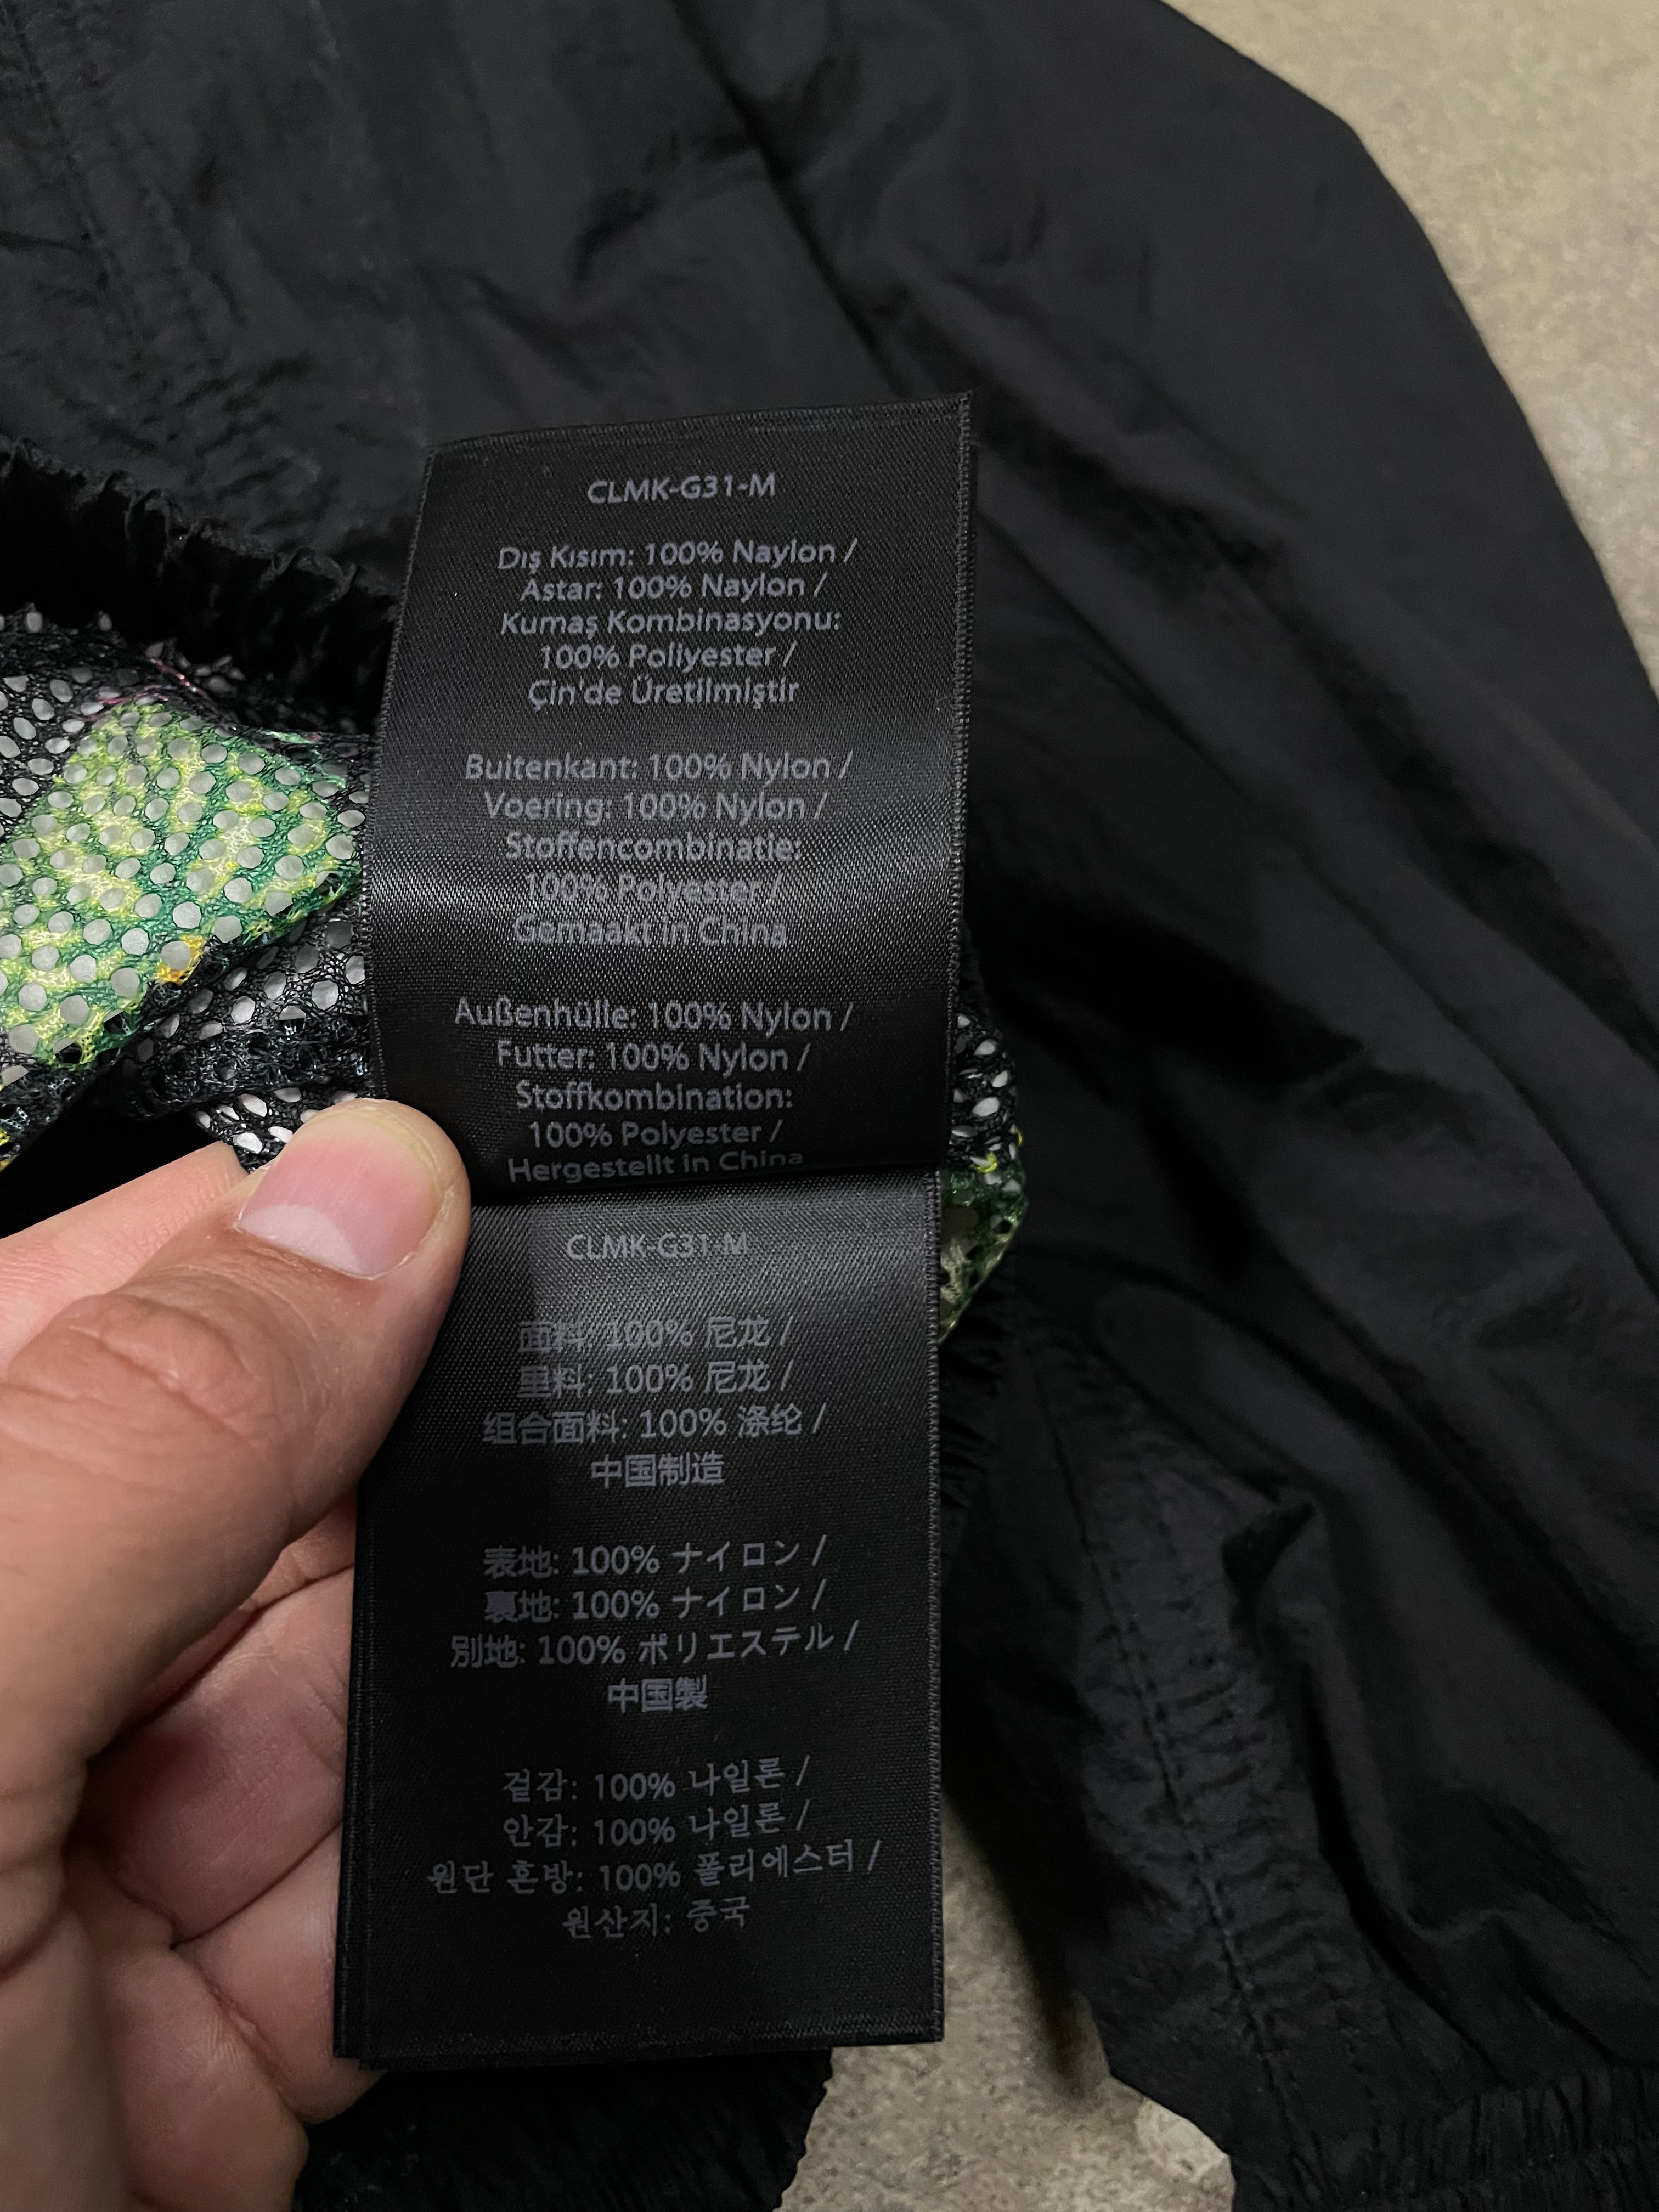 CLMK-G31-M
Dış Kısım: 100% Naylon /
Astar: 100% Naylon /
Kumaş Kombinasyonu:
100% Poliyester /
Çin'de Üretilmiştir
Buitenkant: 100% Nylon /
Voering: 100% Nylon /
Stoffencombinatie:
100% Polyester /
Gemaakt in China
Außenhülle: 100% Nylon /
Futter: 100% Nylon /
Stoffkombination:
100% Polyester /
Hergestellt in China
CLMK-G31-M
面料: 100% 尼龙 /
里料: 100% 尼龙 /
组合面料: 100% 涤纶 /
中国制造
表地: 100% ナイロン /
裏地: 100% ナイロン /
別地: 100% ポリエステル /
中国製
겉감: 100% 나일론 /
안감: 100% 나일론 /
원단 혼방: 100% 폴리에스터 /
원산지: 중국